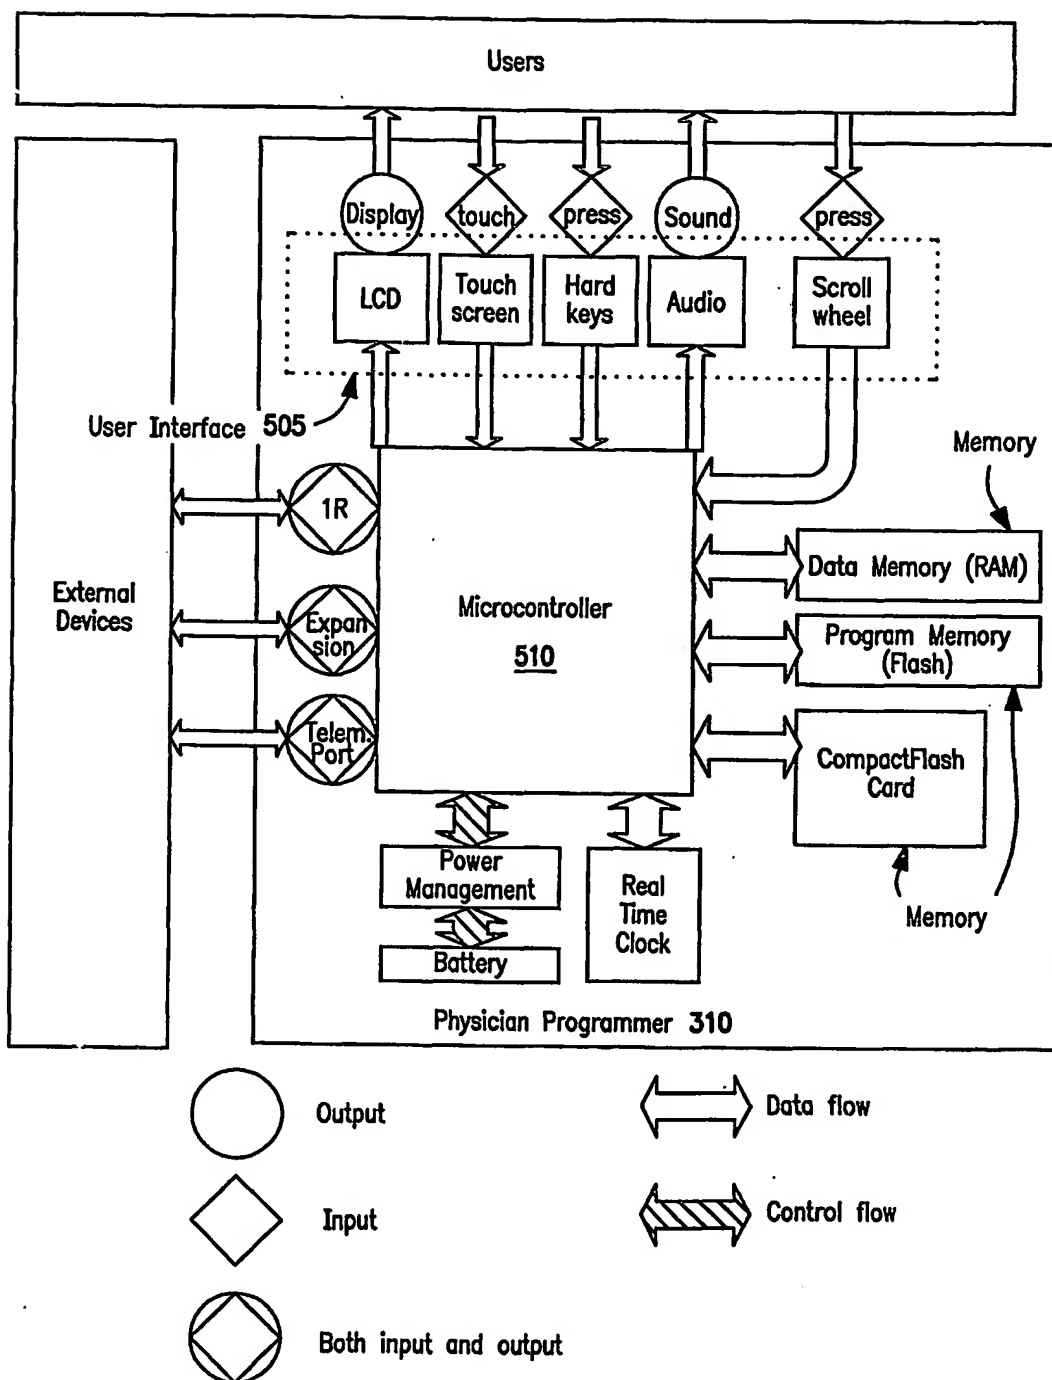 Users
Display
touch
press
Sound
press
LCD
Touch
screen
Hard
keys
Audio
Scroll
wheel
User Interface 505
Memory
1R
Data Memory (RAM)
External
Devices
Expan
sion
Microcontroller
510
Program Memory
(Flash)
Telem.
Port
CompactFlash
Card
Power
Management
Real
Time
Clock
Memory
Battery
Physician Programmer 310
Output
Data flow
Input
Control flow
Both input and output